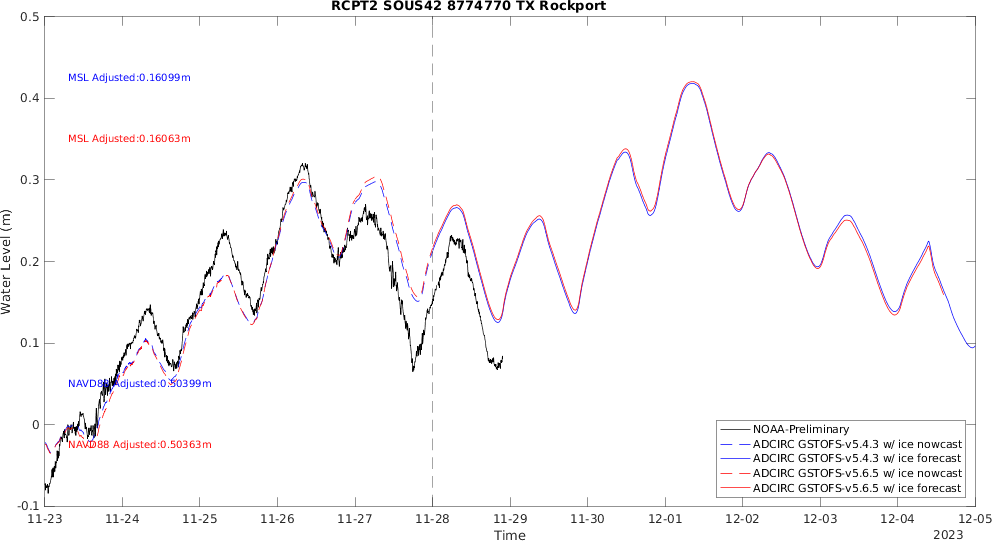 RCPT2 SOUS42 8774770 TX Rockport
0.5
0.4
0.3
0.2
0.1
0
-0.1
Water Level (m)
MSL Adjusted:0.16099m
MSL Adjusted:0.16063m
NAVD88 Adjusted:0.50399m
NAVD88 Adjusted:0.50363m
NOAA-Preliminary
ADCIRC GSTOFS-v5.4.3 w/ ice nowcast
ADCIRC GSTOFS-v5.4.3 w/ ice forecast
ADCIRC GSTOFS-v5.6.5 w/ ice nowcast
ADCIRC GSTOFS-v5.6.5 w/ ice forecast
11-23 11-24 11-25 11-26 11-27 11-28 11-29 11-30 12-01 12-02 12-03 12-04 12-05
Time
2023